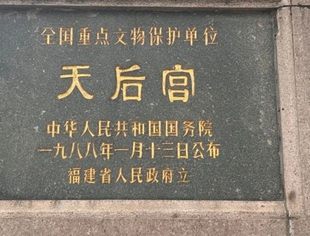 全国重点文物保护单位
天后宫
中华人民共和国国务院
一九八八年一月十三日公布
福建省人民政府立